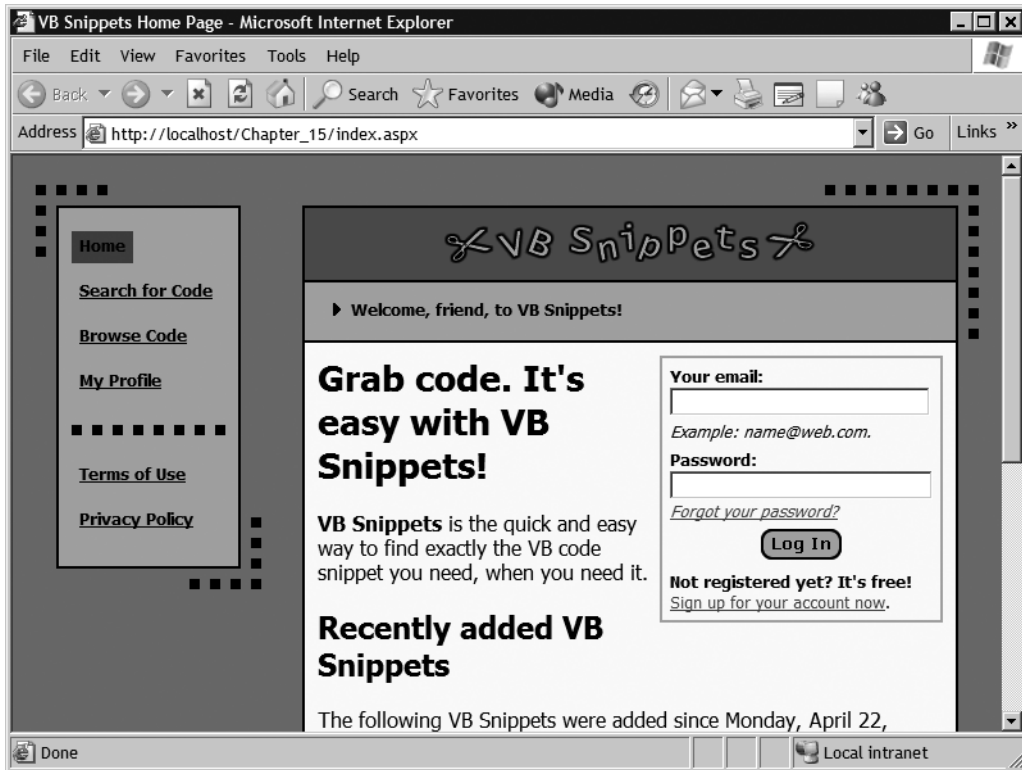 VB Snippets Home Page - Microsoft Internet Explorer
File Edit View Favorites Tools Help
Back Search Favorites Media
Address http://localhost/Chapter_15/index.aspx Go Links »
Home
Search for Code
Browse Code
My Profile
Terms of Use
Privacy Policy
VB Snippets
Welcome, friend, to VB Snippets!
Grab code. It's
easy with VB
Snippets!
VB Snippets is the quick and easy
way to find exactly the VB code
snippet you need, when you need it.
Recently added VB
Snippets
The following VB Snippets were added since Monday, April 22,
Your email:
Example: name@web.com.
Password:
Forgot your password?
Log In
Not registered yet? It's free!
Sign up for your account now.
Done
Local intranet